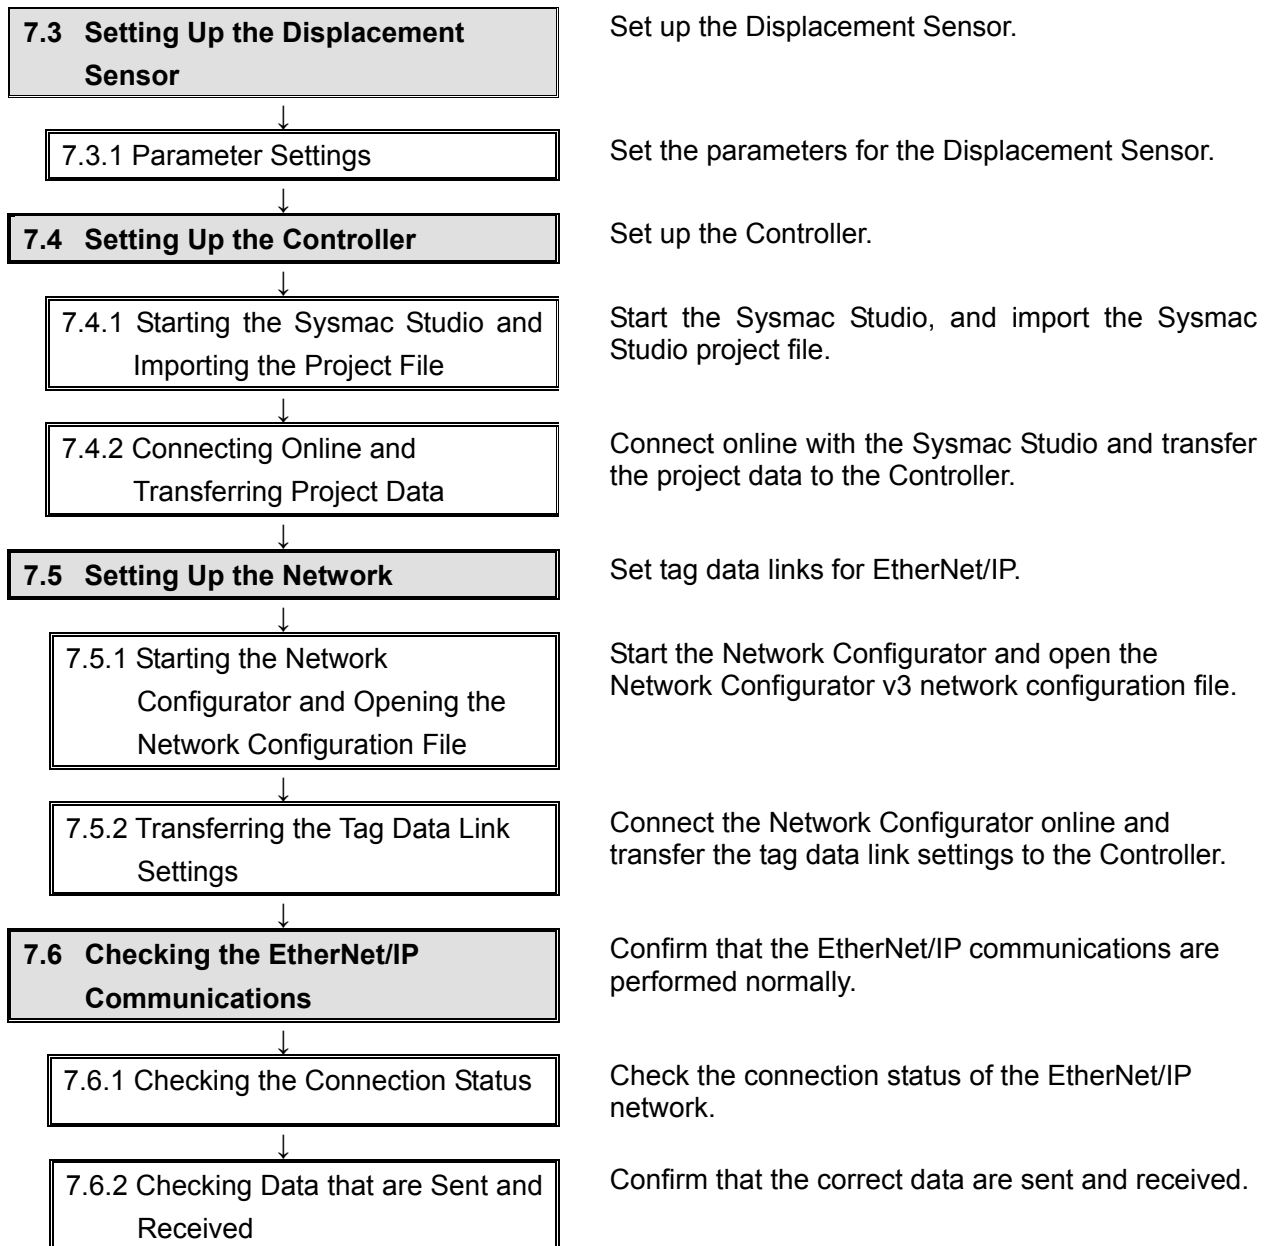 7.3 Setting Up the Displacement
Sensor
Set up the Displacement Sensor.
↓
7.3.1 Parameter Settings
Set the parameters for the Displacement Sensor.
↓
7.4 Setting Up the Controller
Set up the Controller.
↓
7.4.1 Starting the Sysmac Studio and
Importing the Project File
Start the Sysmac Studio, and import the Sysmac
Studio project file.
↓
7.4.2 Connecting Online and
Transferring Project Data
Connect online with the Sysmac Studio and transfer
the project data to the Controller.
↓
7.5 Setting Up the Network
Set tag data links for EtherNet/IP.
↓
7.5.1 Starting the Network
Configurator and Opening the
Network Configuration File
Start the Network Configurator and open the
Network Configurator v3 network configuration file.
↓
7.5.2 Transferring the Tag Data Link
Settings
Connect the Network Configurator online and
transfer the tag data link settings to the Controller.
↓
7.6 Checking the EtherNet/IP
Communications
Confirm that the EtherNet/IP communications are
performed normally.
↓
7.6.1 Checking the Connection Status
Check the connection status of the EtherNet/IP
network.
↓
7.6.2 Checking Data that are Sent and
Received
Confirm that the correct data are sent and received.